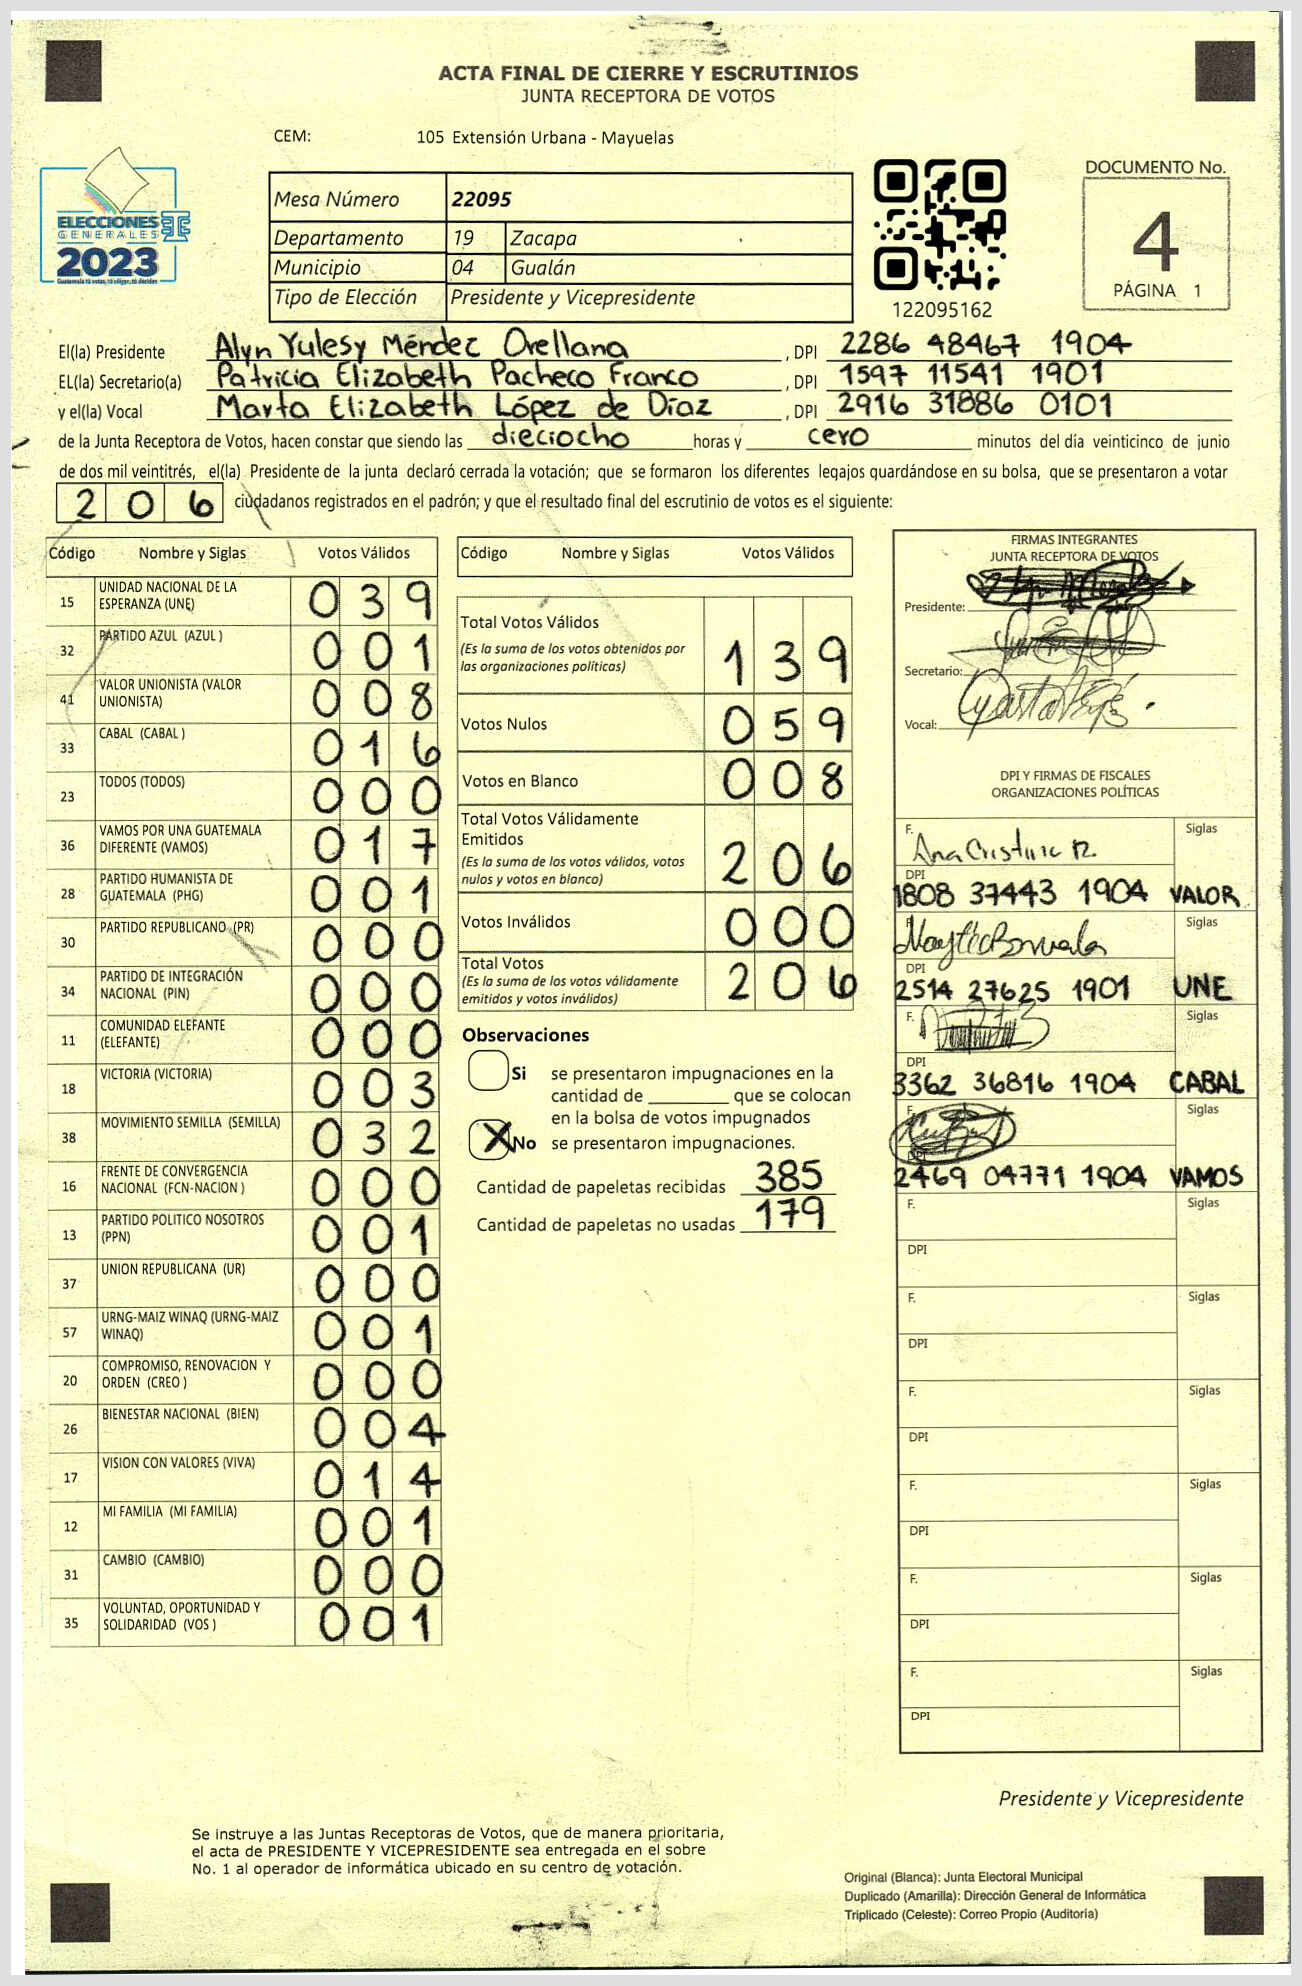 ACTA FINAL DE CIERRE Y ESCRUTINIOS
JUNTA RECEPTORA DE VOTOS
CEM: 105 Extensión Urbana - Mayuelas
ELECCIONES
GENERALES
2023
Guatemala tú votas, tú eliges, tú decides
Mesa Número 22095
Departamento 19 Zacapa
Municipio 04 Gualán
Tipo de Elección Presidente y Vicepresidente
122095162
DOCUMENTO No.
4
PÁGINA 1
El(la) Presidente Alyn Yulesy Méndez Orellana , DPI 2286 48467 1904
EL(la) Secretario(a) Patricia Elizabeth Pacheco Franco , DPI 1597 11541 1901
y el(la) Vocal Marta Elizabeth López de Díaz , DPI 2916 31886 0101
de la Junta Receptora de Votos, hacen constar que siendo las dieciocho horas y cero minutos del día veinticinco de junio
de dos mil veintitrés, el(la) Presidente de la junta declaró cerrada la votación; que se formaron los diferentes legajos guardándose en su bolsa, que se presentaron a votar
206 ciudadanos registrados en el padrón; y que el resultado final del escrutinio de votos es el siguiente:
Código Nombre y Siglas Votos Válidos
15 UNIDAD NACIONAL DE LA ESPERANZA (UNE) 039
32 PARTIDO AZUL (AZUL ) 001
41 VALOR UNIONISTA (VALOR UNIONISTA) 008
33 CABAL (CABAL ) 016
23 TODOS (TODOS) 000
36 VAMOS POR UNA GUATEMALA DIFERENTE (VAMOS) 017
28 PARTIDO HUMANISTA DE GUATEMALA (PHG) 001
30 PARTIDO REPUBLICANO (PR) 000
34 PARTIDO DE INTEGRACIÓN NACIONAL (PIN) 000
11 COMUNIDAD ELEFANTE (ELEFANTE) 000
18 VICTORIA (VICTORIA) 003
38 MOVIMIENTO SEMILLA (SEMILLA) 032
16 FRENTE DE CONVERGENCIA NACIONAL (FCN-NACION ) 000
13 PARTIDO POLITICO NOSOTROS (PPN) 001
37 UNION REPUBLICANA (UR) 000
57 URNG-MAIZ WINAQ (URNG-MAIZ WINAQ) 001
20 COMPROMISO, RENOVACION Y ORDEN (CREO ) 000
26 BIENESTAR NACIONAL (BIEN) 004
17 VISION CON VALORES (VIVA) 014
12 MI FAMILIA (MI FAMILIA) 001
31 CAMBIO (CAMBIO) 000
35 VOLUNTAD, OPORTUNIDAD Y SOLIDARIDAD (VOS ) 001
Código Nombre y Siglas Votos Válidos
Total Votos Válidos
(Es la suma de los votos obtenidos por las organizaciones políticas) 139
Votos Nulos 059
Votos en Blanco 008
Total Votos Válidamente Emitidos
(Es la suma de los votos válidos, votos nulos y votos en blanco) 206
Votos Inválidos 000
Total Votos
(Es la suma de los votos válidamente emitidos y votos inválidos) 206
Observaciones
Si se presentaron impugnaciones en la
cantidad de ________ que se colocan
en la bolsa de votos impugnados
X No se presentaron impugnaciones.
Cantidad de papeletas recibidas 385
Cantidad de papeletas no usadas 179
FIRMAS INTEGRANTES
JUNTA RECEPTORA DE VOTOS
Presidente:
Secretario:
Vocal:
DPI Y FIRMAS DE FISCALES
ORGANIZACIONES POLÍTICAS
F. Ana Cristina R. Siglas
DPI
1808 37443 1904 VALOR
F. Siglas
DPI
2514 27625 1901 UNE
F. Siglas
DPI
3362 36816 1904 CABAL
F. Siglas
DPI
2469 04771 1904 VAMOS
F. Siglas
DPI
F. Siglas
DPI
F. Siglas
DPI
F. Siglas
DPI
F. Siglas
DPI
F. Siglas
DPI
Presidente y Vicepresidente
Se instruye a las Juntas Receptoras de Votos, que de manera prioritaria,
el acta de PRESIDENTE Y VICEPRESIDENTE sea entregada en el sobre
No. 1 al operador de informática ubicado en su centro de votación.
Original (Blanca): Junta Electoral Municipal
Duplicado (Amarilla): Dirección General de Informática
Triplicado (Celeste): Correo Propio (Auditoría)